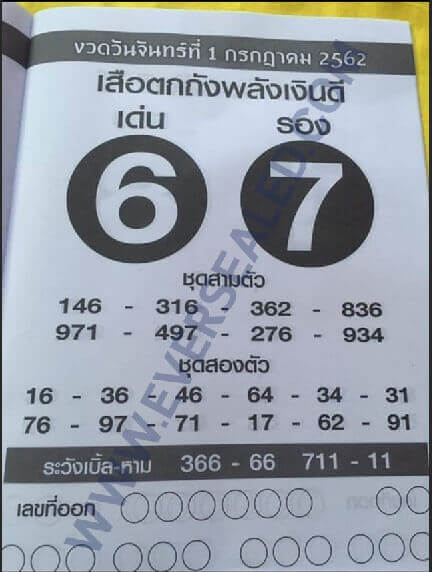 งวดวันจันทร์ที่ 1 กรกฎาคม 2562
เสือตกถังพลังเงินดี
เด่น รอง
6 7
ชุดสามตัว
146 - 316 - 362 - 836
971 - 497 - 276 - 934
ชุดสองตัว
16 - 36 - 46 - 64 - 34 - 31
76 - 97 - 71 - 17 - 62 - 91
ระวังเบิ้ล-หาม 366 - 66 711 - 11
เลขที่ออก
WWW.EVERSEALED.COM